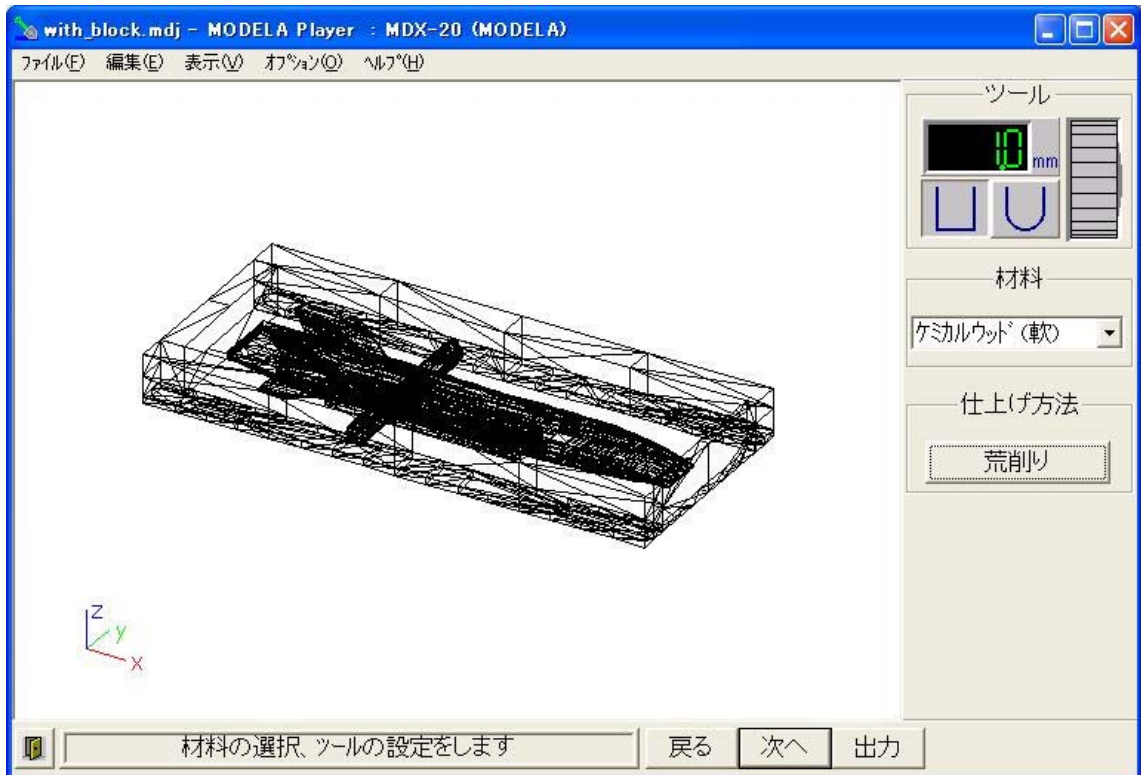 with_block.mdj - MODELA Player : MDX-20 (MODELA)
ファイル(F) 編集(E) 表示(V) オプション(O) ヘルプ(H)
ツール
1.0 mm
材料
ケミカルウッド(軟)
仕上げ方法
荒削り
Z
y
X
材料の選択、ツールの設定をします
戻る
次へ
出力